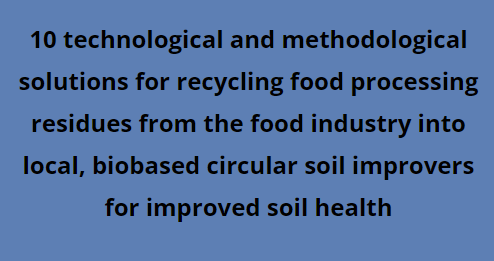 10 technological and methodological
solutions for recycling food processing
residues from the food industry into
local, biobased circular soil improvers
for improved soil health